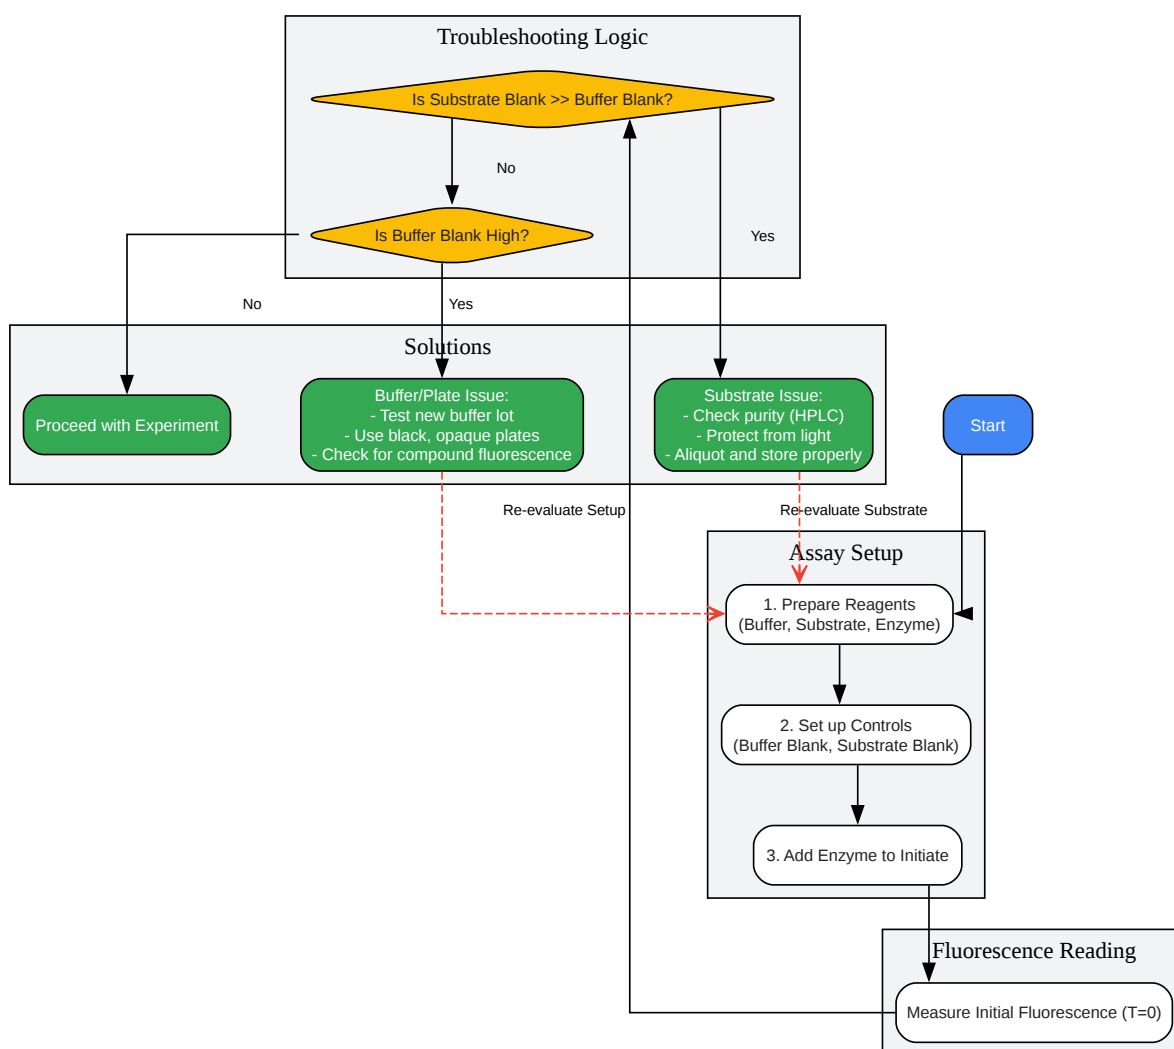 Troubleshooting Logic
Is Substrate Blank >> Buffer Blank?
No
Is Buffer Blank High?
Yes
No
Yes
Solutions
Proceed with Experiment
Buffer/Plate Issue:
- Test new buffer lot
- Use black, opaque plates
- Check for compound fluorescence
Substrate Issue:
- Check purity (HPLC)
- Protect from light
- Aliquot and store properly
Start
Re-evaluate Setup
Re-evaluate Substrate
Assay Setup
1. Prepare Reagents
(Buffer, Substrate, Enzyme)
2. Set up Controls
(Buffer Blank, Substrate Blank)
3. Add Enzyme to Initiate
Fluorescence Reading
Measure Initial Fluorescence (T=0)